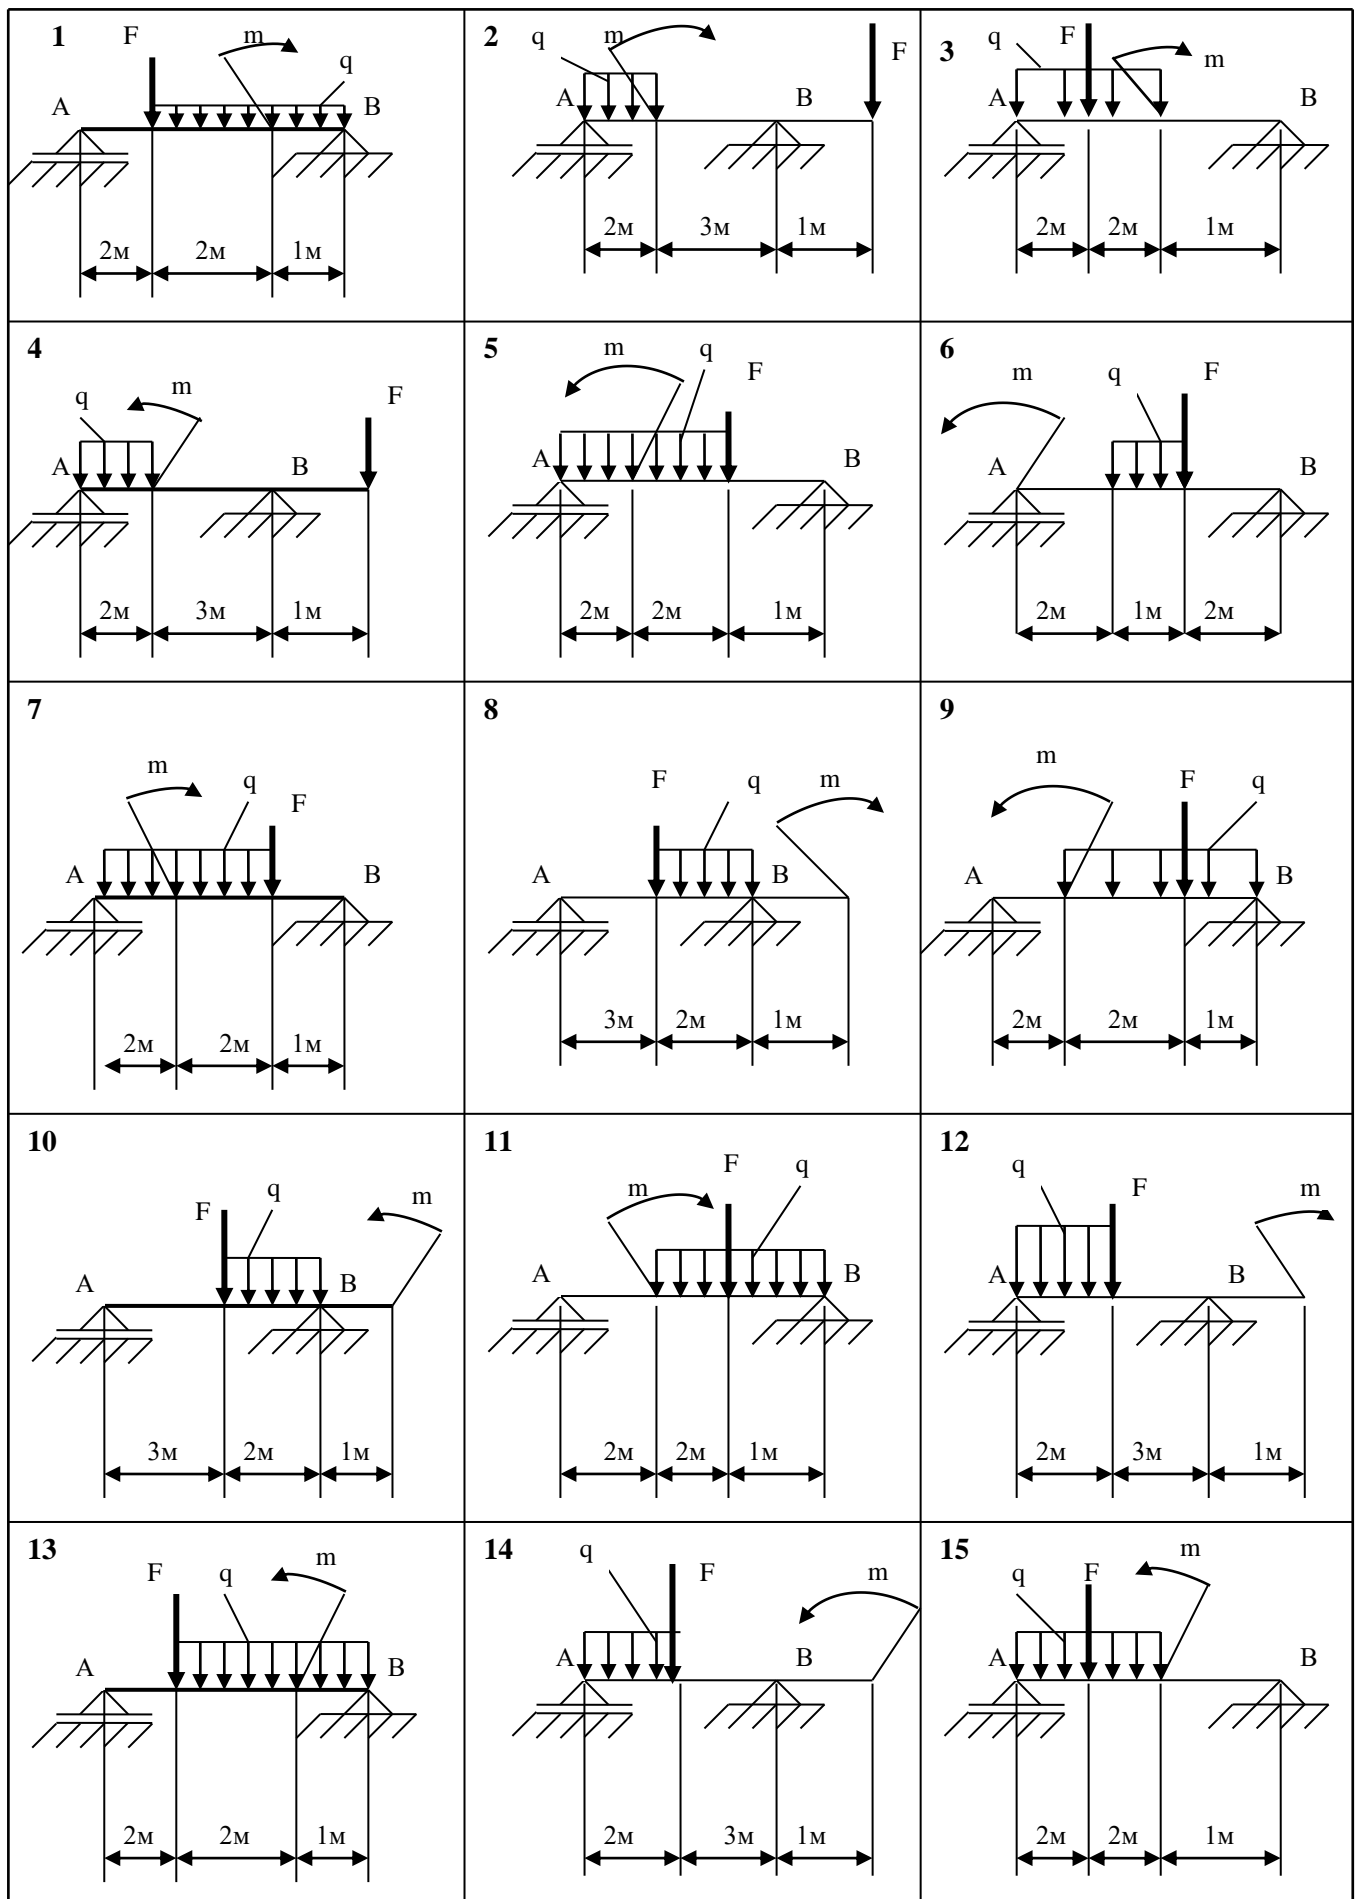 1 F m q
A B
2м 2м 1м
2 q m F
A B
2м 3м 1м
3 q F m
A B
2м 2м 1м
4 q m F
A B
2м 3м 1м
5 m q F
A B
2м 2м 1м
6 m q F
A B
2м 1м 2м
7 m q F
A B
2м 2м 1м
8 F q m
A B
3м 2м 1м
9 m F q
A B
2м 2м 1м
10 F q m
A B
3м 2м 1м
11 m F q
A B
2м 2м 1м
12 q F m
A B
2м 3м 1м
13 F q m
A B
2м 2м 1м
14 q F m
A B
2м 3м 1м
15 q F m
A B
2м 2м 1м